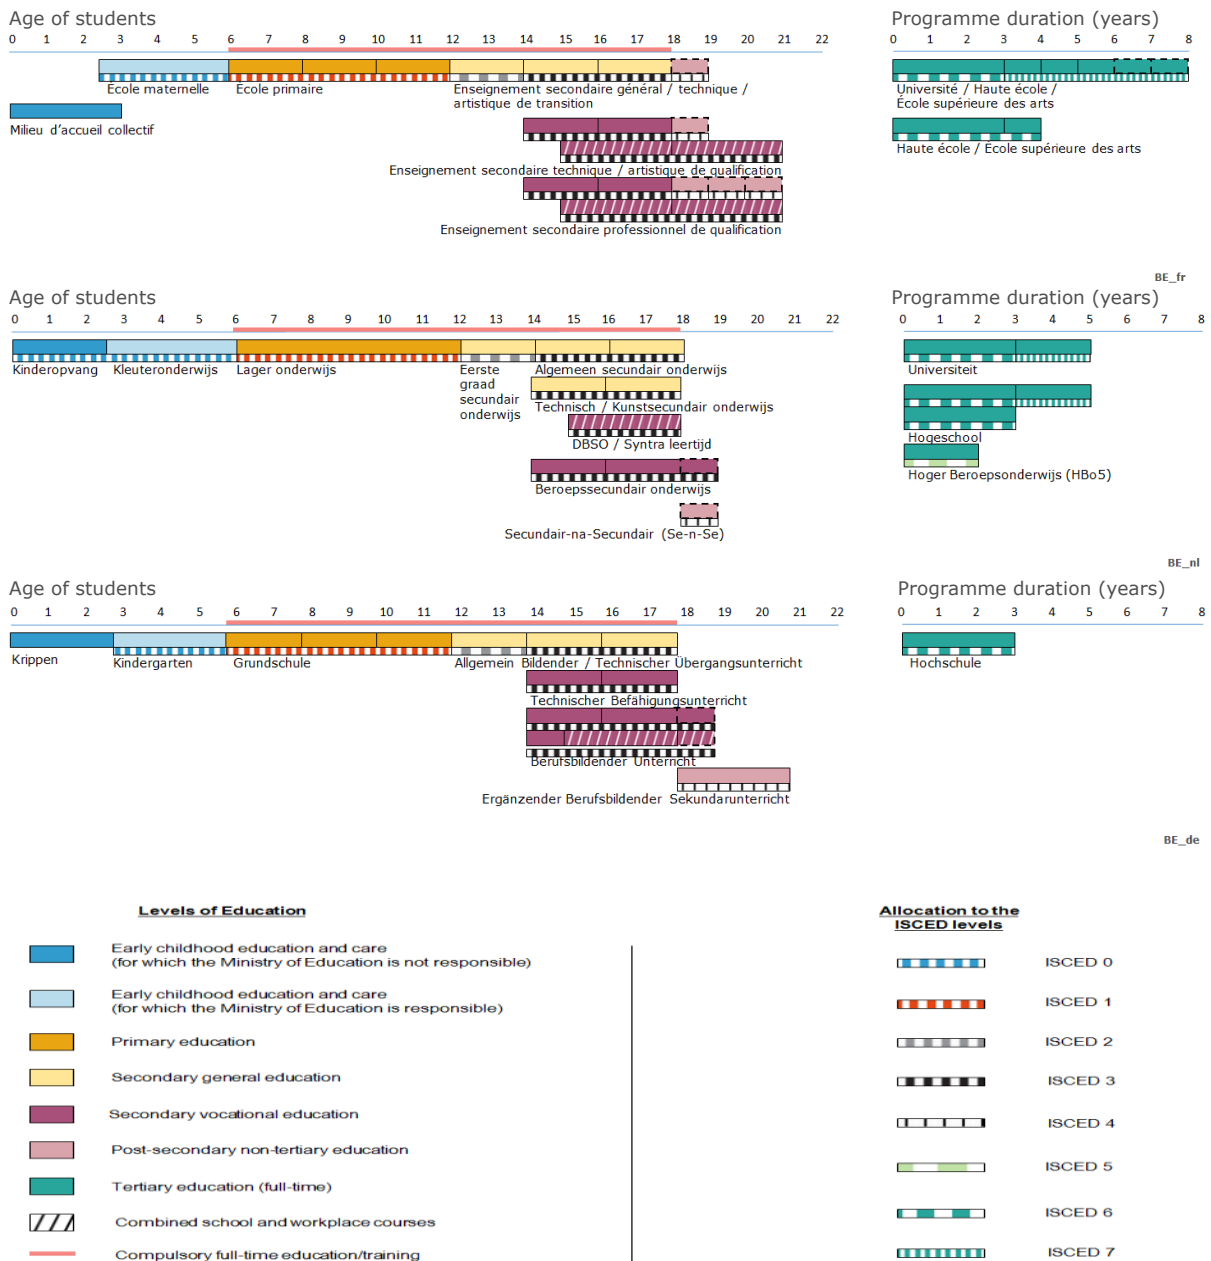 Age of students
Programme duration (years)
0 1 2 3 4 5 6 7 8 9 10 11 12 13 14 15 16 17 18 19 20 21 22
0 1 2 3 4 5 6 7 8
École maternelle
École primaire
Enseignement secondaire général / technique /
artistique de transition
Université / Haute école /
École supérieure des arts
Milieu d'accueil collectif
Haute école / École supérieure des arts
Enseignement secondaire technique / artistique de qualification
Enseignement secondaire professionnel de qualification
BE_fr
Age of students
Programme duration (years)
0 1 2 3 4 5 6 7 8 9 10 11 12 13 14 15 16 17 18 19 20 21 22
0 1 2 3 4 5 6 7 8
Kinderopvang
Kleuteronderwijs
Lager onderwijs
Eerste
graad
secundair
onderwijs
Algemeen secundair onderwijs
Universiteit
Technisch / Kunstsecundair onderwijs
DBSO / Syntra leertijd
Hogeschool
Beroepssecundair onderwijs
Hoger Beroepsonderwijs (HBo5)
Secundair-na-Secundair (Se-n-Se)
BE_nl
Age of students
Programme duration (years)
0 1 2 3 4 5 6 7 8 9 10 11 12 13 14 15 16 17 18 19 20 21 22
0 1 2 3 4 5 6 7 8
Krippen
Kindergarten
Grundschule
Allgemein Bildender / Technischer Übergangsunterricht
Hochschule
Technischer Befähigungsunterricht
Berufsbildender Unterricht
Ergänzender Berufsbildender Sekundarunterricht
BE_de
Levels of Education
Early childhood education and care
(for which the Ministry of Education is not responsible)
Early childhood education and care
(for which the Ministry of Education is responsible)
Primary education
Secondary general education
Secondary vocational education
Post-secondary non-tertiary education
Tertiary education (full-time)
Combined school and workplace courses
Compulsory full-time education/training
Allocation to the
ISCED levels
ISCED 0
ISCED 1
ISCED 2
ISCED 3
ISCED 4
ISCED 5
ISCED 6
ISCED 7